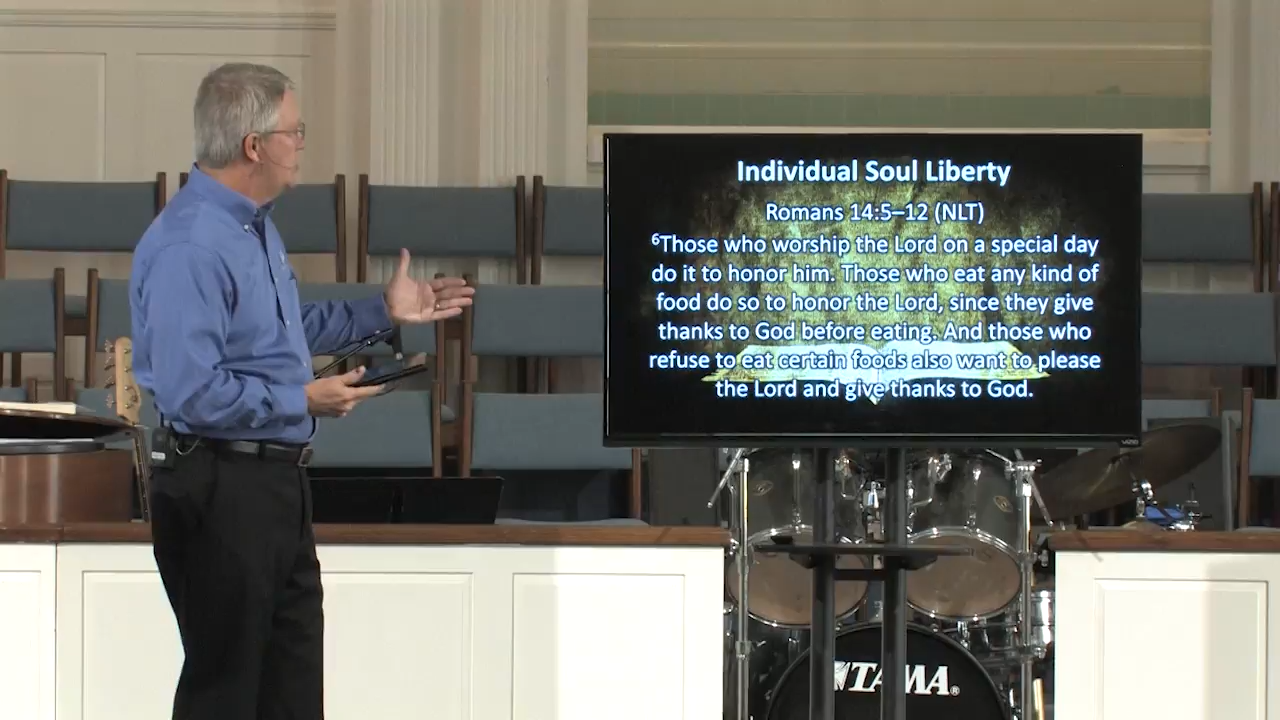 Individual Soul Liberty
Romans 14:5–12 (NLT)
⁶Those who worship the Lord on a special day
do it to honor him. Those who eat any kind of
food do so to honor the Lord, since they give
thanks to God before eating. And those who
refuse to eat certain foods also want to please
the Lord and give thanks to God.
VIZIO
TAMA®